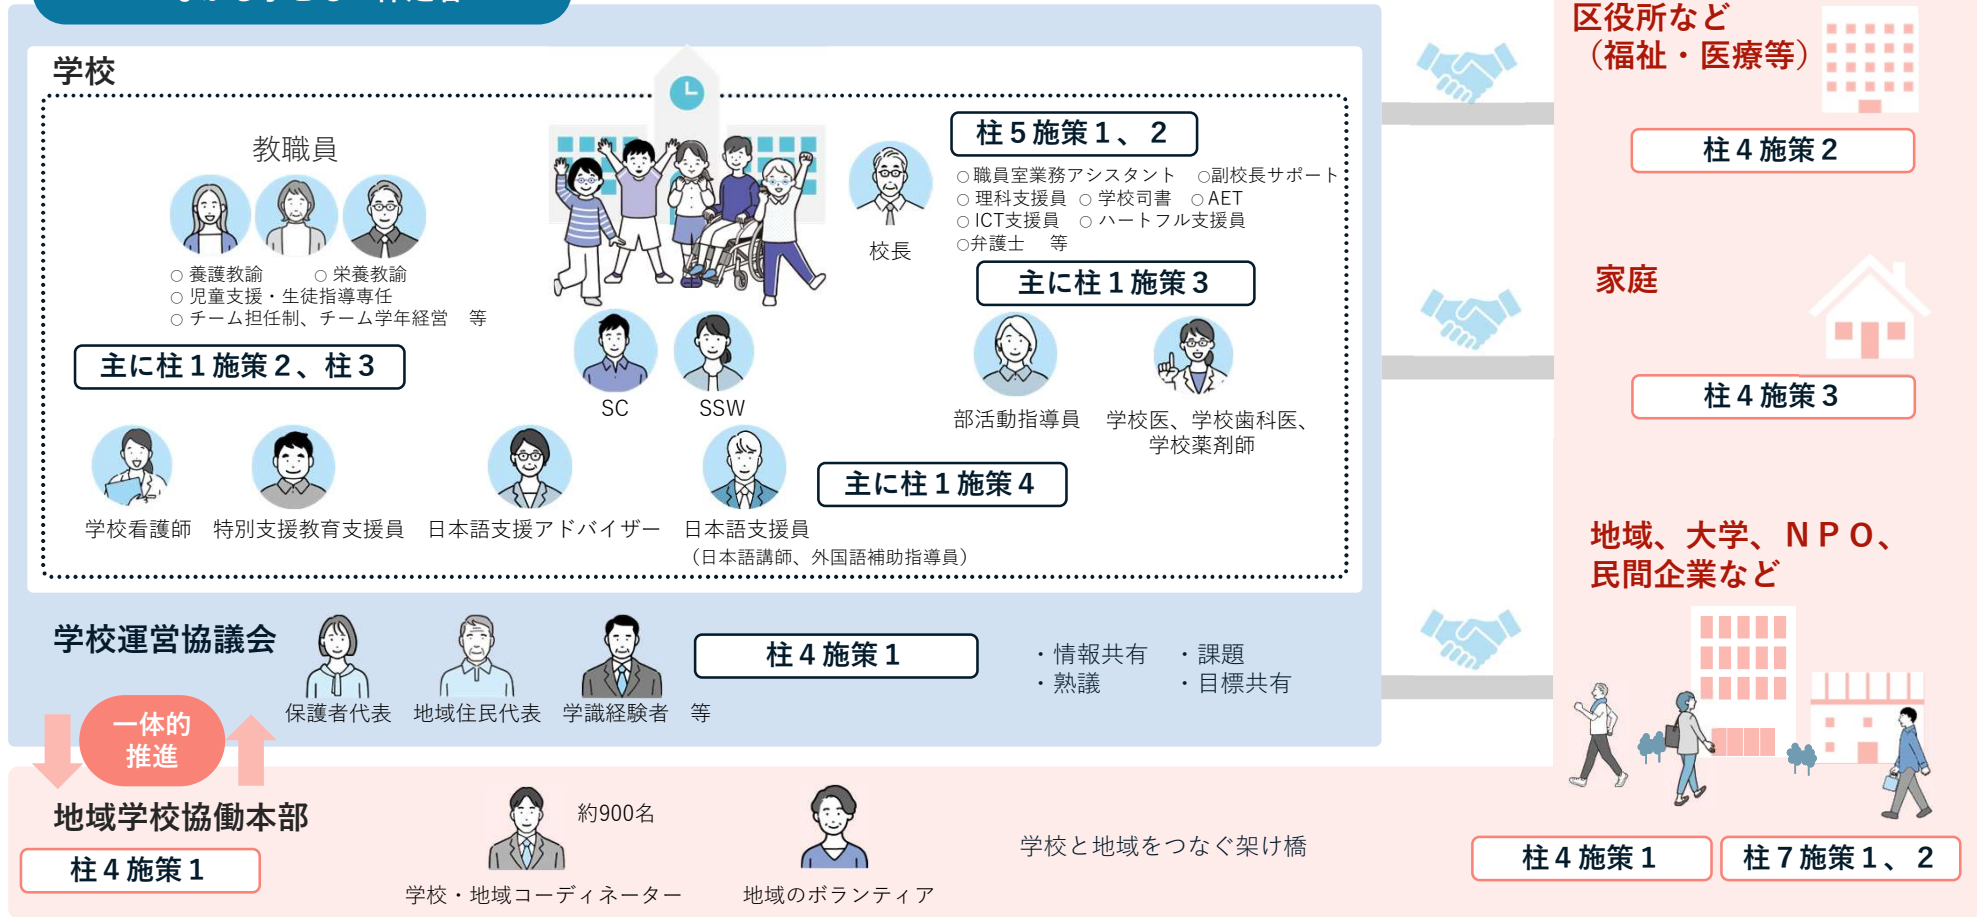 学校
教職員
○ 養護教諭 ○ 栄養教諭
○ 児童支援・生徒指導専任
○ チーム担任制、チーム学年経営 等
主に柱１施策２、柱３
校長
柱５施策１、２
○職員室業務アシスタント ○副校長サポート
○ 理科支援員 ○ 学校司書 ○ AET
○ ICT支援員 ○ ハートフル支援員
○弁護士 等
主に柱１施策３
SC
SSW
部活動指導員
学校医、学校歯科医、
学校薬剤師
学校看護師
特別支援教育支援員
日本語支援アドバイザー
日本語支援員
（日本語講師、外国語補助指導員）
主に柱１施策４
学校運営協議会
保護者代表
地域住民代表
学識経験者 等
柱４施策１
・情報共有 ・課題
・熟議 ・目標共有
一体的
推進
地域学校協働本部
柱４施策１
約900名
学校・地域コーディネーター
地域のボランティア
学校と地域をつなぐ架け橋
区役所など
（福祉・医療等）
柱４施策２
家庭
柱４施策３
地域、大学、ＮＰＯ、
民間企業など
柱４施策１
柱７施策１、２